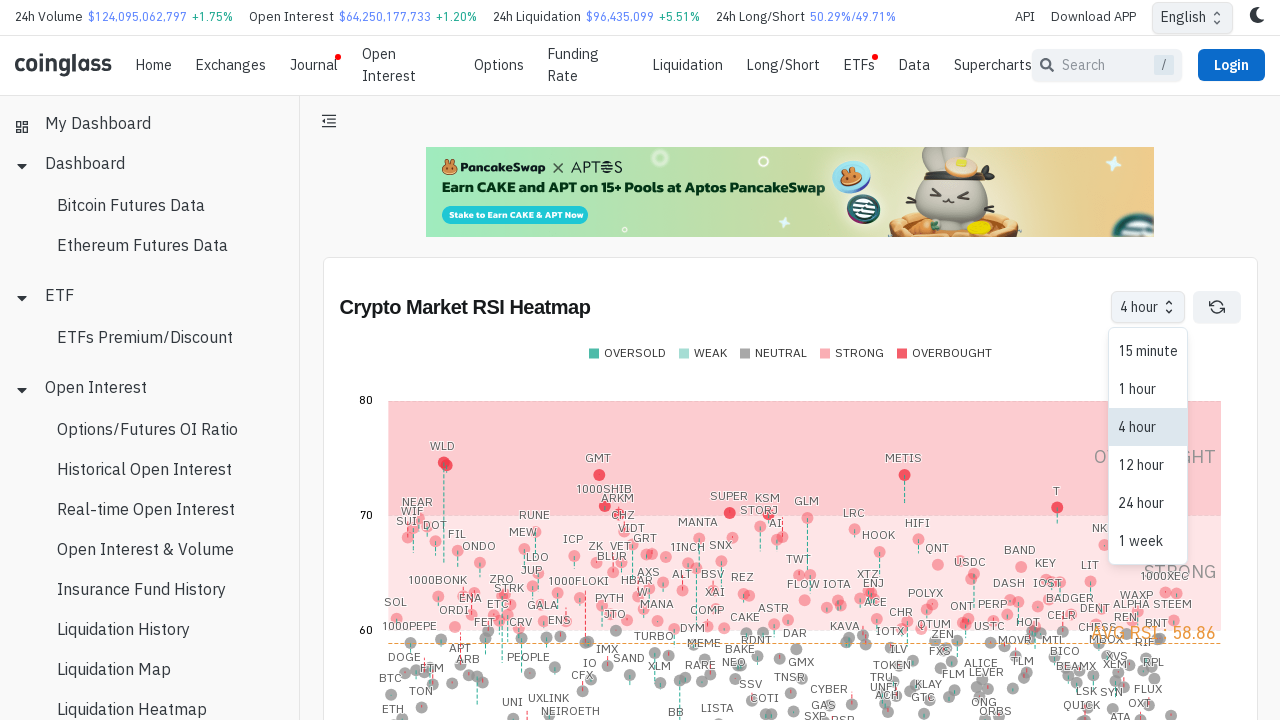 24h Volume $124,095,062,797 +1.75% Open Interest $64,250,177,733 +1.20% 24h Liquidation $96,435,099 +5.51% 24h Long/Short 50.29%/49.71% API Download APP English
coinglass Home Exchanges Journal Open Interest Options Funding Rate Liquidation Long/Short ETFs Data Supercharts Search / Login
My Dashboard
Dashboard
Bitcoin Futures Data
Ethereum Futures Data
ETF
ETFs Premium/Discount
Open Interest
Options/Futures OI Ratio
Historical Open Interest
Real-time Open Interest
Open Interest & Volume
Insurance Fund History
Liquidation History
Liquidation Map
Liquidation Heatmap
PancakeSwap × APTOS
Earn CAKE and APT on 15+ Pools at Aptos PancakeSwap
Stake to Earn CAKE & APT Now
Crypto Market RSI Heatmap
4 hour
15 minute
1 hour
4 hour
12 hour
24 hour
1 week
OVERSOLD WEAK NEUTRAL STRONG OVERBOUGHT
80
WLD
GMT
METIS
1000SHIB
ARKM
SUPER
KSM
GLM
T
NEAR
WIF
SUI
DOT
70
RUNE
CHZ
STORJ
AI
LRC
HIFI
MEW
FIL
ONDO
ICP
VIDT
GRT
MANTA
HOOK
ZK
VET
BLUR
1INCH
SNX
QNT
BAND
LDO
JUP
TWT
USDC
KEY
LIT
STRONG
1000BONK
ZRO
STRK
1000FLOKI
HBAR
AXS
ALT
BSV
REZ
FLOW
IOTA
XTZ
ENJ
DASH
IOST
1000XEC
SOL
ENA
ORDI
ETC
GALA
PYTH
MANA
XAI
COMP
ASTR
ACE
POLYX
ONT
PERP
BADGER
WAXP
DENT
ALPHA
STEEM
60
1000PEPE
FET
CRV
ENS
JTO
DYM
CAKE
KAVA
CHR
IOTX
QTUM
ZEN
USTC
HOT
CELR
REN
BNT
AVG RSI : 58.86
DOGE
FTM
APT
ARB
PEOPLE
IMX
TURBO
MEME
BAKE
DAR
ILV
FXS
MOVR
MTL
RIF
BTC
TON
IO
CFX
SAND
XLM
RARE
NEO
GMX
TOKEN
ALICE
TLM
BICO
XVS
RPL
SSV
TNSR
TRU
FLM
LEVER
BEAMX
XEM
ETH
UNI
UXLINK
NEIROETH
BB
LISTA
COTI
CYBER
GAS
ACH
KLAY
GTC
ONG
LSK
SYN
FLUX
QUICK
OXT
ORBS
ATA